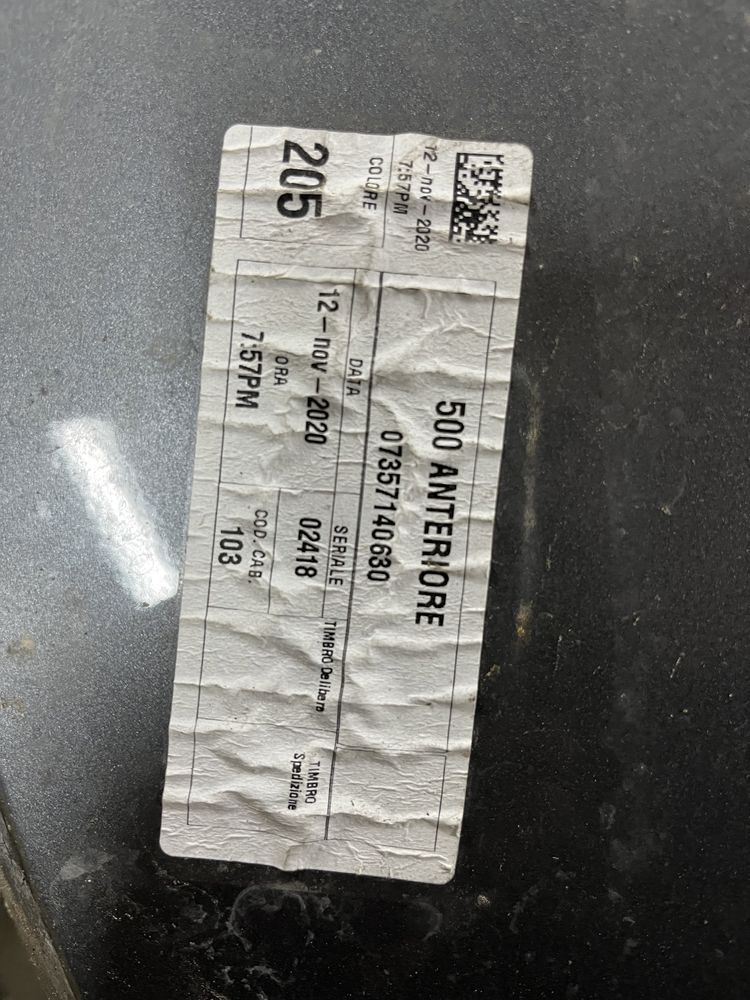 12-nov-2020
7:57PM
COLORE
205
500 ANTERIORE
07357140630
DATA
12-nov-2020
ORA
7:57PM
SERIALE
02418
COD. CAB.
103
TIMBRO Delibera
TIMBRO
Spedizione